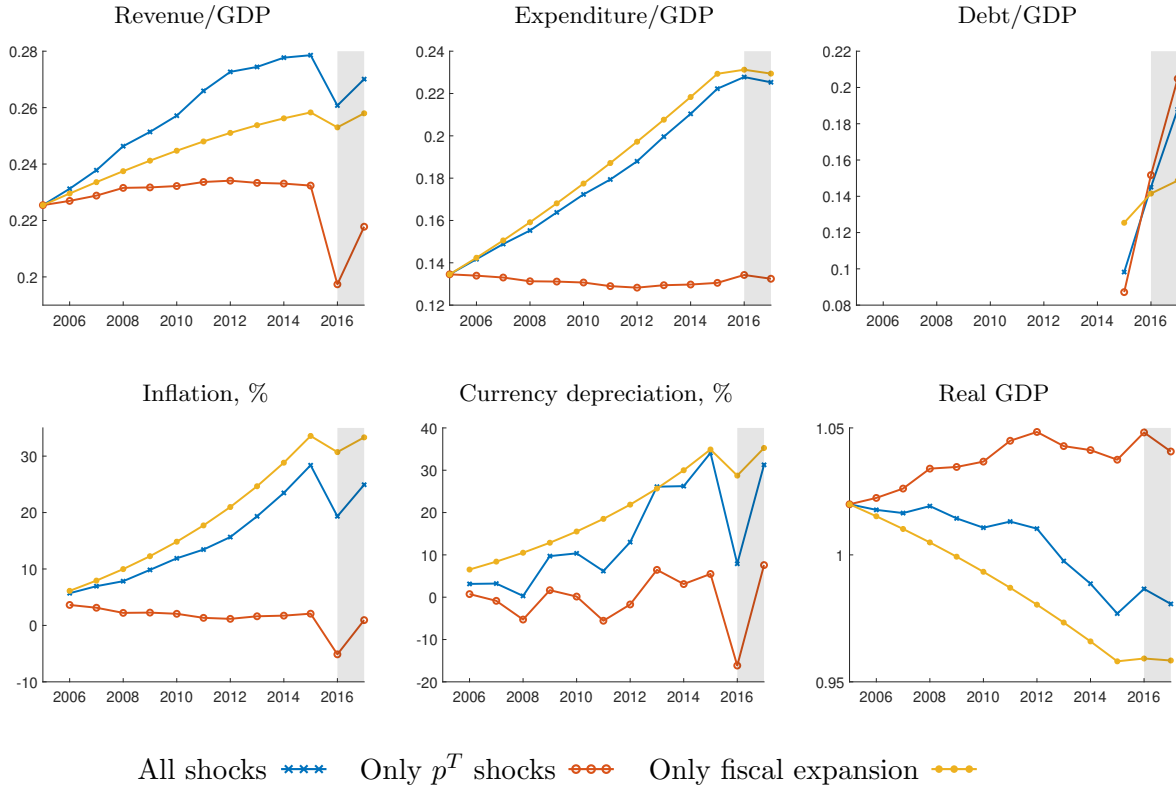 Revenue/GDP
Expenditure/GDP
Debt/GDP
0.28
0.26
0.24
0.22
0.2
2006 2008 2010 2012 2014 2016
0.24
0.22
0.2
0.18
0.16
0.14
0.12
2006 2008 2010 2012 2014 2016
0.22
0.2
0.18
0.16
0.14
0.12
0.1
0.08
2006 2008 2010 2012 2014 2016
Inflation, %
Currency depreciation, %
Real GDP
30
20
10
0
-10
2006 2008 2010 2012 2014 2016
40
30
20
10
0
-10
-20
2006 2008 2010 2012 2014 2016
1.05
1
0.95
2006 2008 2010 2012 2014 2016
All shocks Only p^T shocks Only fiscal expansion